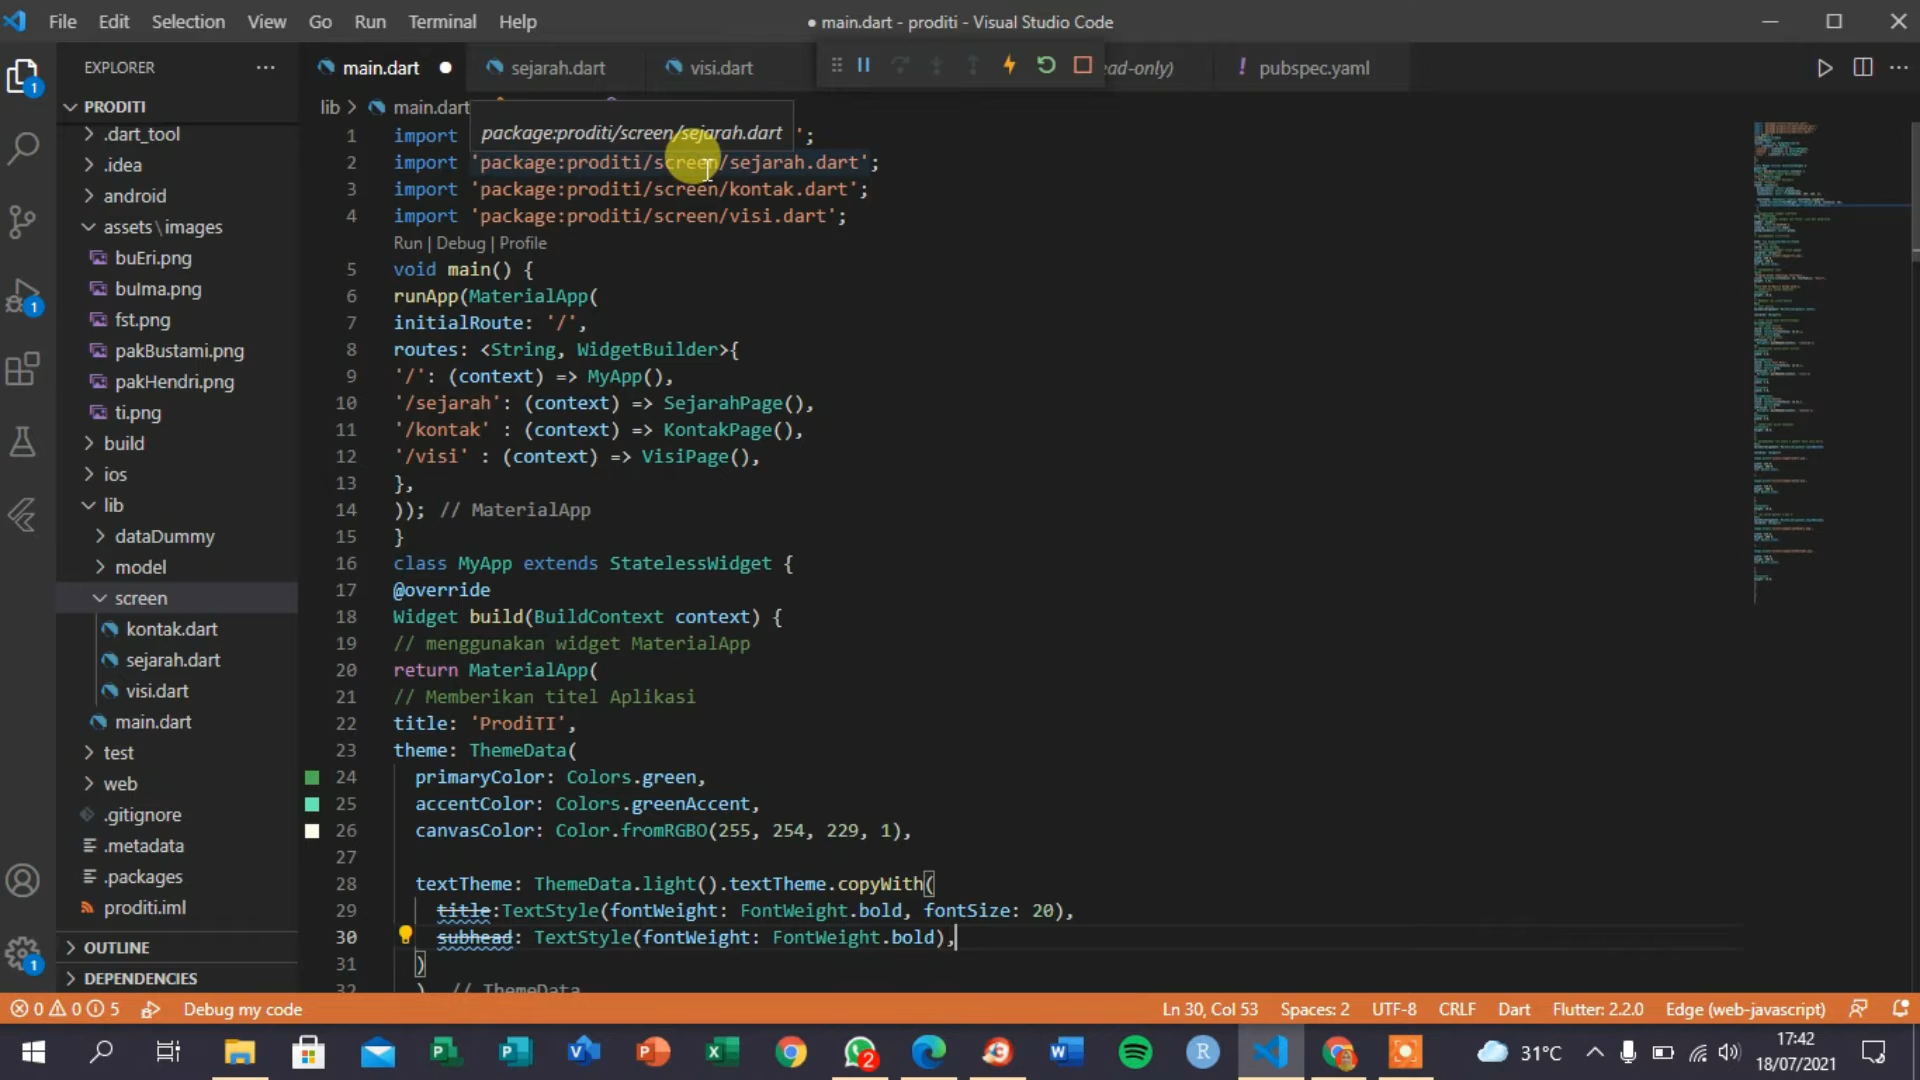 File Edit Selection View Go Run Terminal Help
● main.dart - proditi - Visual Studio Code
EXPLORER
main.dart
sejarah.dart
visi.dart
ead-only)
! pubspec.yaml
PRODITI
.dart_tool
.idea
android
assets\images
buEri.png
buIma.png
fst.png
pakBustami.png
pakHendri.png
ti.png
build
ios
lib
dataDummy
model
screen
kontak.dart
sejarah.dart
visi.dart
main.dart
test
web
.gitignore
.metadata
.packages
proditi.iml
OUTLINE
DEPENDENCIES
lib > main.dart
package:proditi/screen/sejarah.dart
1 import ';
2 import 'package:proditi/screen/sejarah.dart';
3 import 'package:proditi/screen/kontak.dart';
4 import 'package:proditi/screen/visi.dart';
Run | Debug | Profile
5 void main() {
6 runApp(MaterialApp(
7 initialRoute: '/',
8 routes: <String, WidgetBuilder>{
9 '/': (context) => MyApp(),
10 '/sejarah': (context) => SejarahPage(),
11 '/kontak' : (context) => KontakPage(),
12 '/visi' : (context) => VisiPage(),
13 },
14 )); // MaterialApp
15 }
16 class MyApp extends StatelessWidget {
17 @override
18 Widget build(BuildContext context) {
19 // menggunakan widget MaterialApp
20 return MaterialApp(
21 // Memberikan titel Aplikasi
22 title: 'ProdiTI',
23 theme: ThemeData(
24 primaryColor: Colors.green,
25 accentColor: Colors.greenAccent,
26 canvasColor: Color.fromRGBO(255, 254, 229, 1),
27
28 textTheme: ThemeData.light().textTheme.copyWith(
29 title:TextStyle(fontWeight: FontWeight.bold, fontSize: 20),
30 subhead: TextStyle(fontWeight: FontWeight.bold),
31 )
32 ) // ThemeData
1
1
1
0 0 5 Debug my code
Ln 30, Col 53 Spaces: 2 UTF-8 CRLF Dart Flutter: 2.2.0 Edge (web-javascript)
2
31°C
17:42
18/07/2021